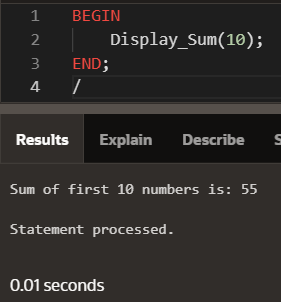 1 BEGIN
2 Display_Sum(10);
3 END;
4 /
Results Explain Describe
Sum of first 10 numbers is: 55
Statement processed.
0.01 seconds